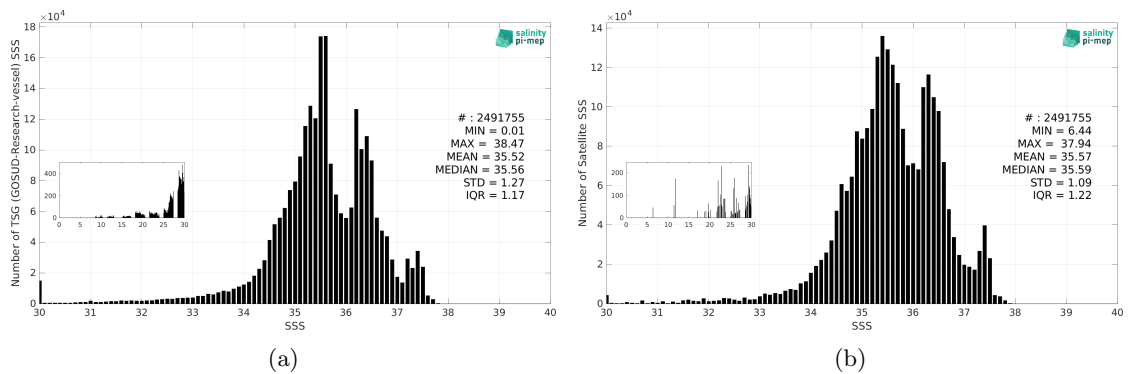 ×10⁴
18
16
14
12
10
8
6
4
2
0
Number of TSG (GOSUD-Research-vessel) SSS
salinity
pi-mep
# : 2491755
MIN = 0.01
MAX = 38.47
MEAN = 35.52
MEDIAN = 35.56
STD = 1.27
IQR = 1.17
400
200
0
0 5 10 15 20 25 30
30 31 32 33 34 35 36 37 38 39 40
SSS
(a)
×10⁴
14
12
10
8
6
4
2
0
Number of Satellite SSS
salinity
pi-mep
# : 2491755
MIN = 6.44
MAX = 37.94
MEAN = 35.57
MEDIAN = 35.59
STD = 1.09
IQR = 1.22
200
100
0
0 5 10 15 20 25 30
30 31 32 33 34 35 36 37 38 39 40
SSS
(b)